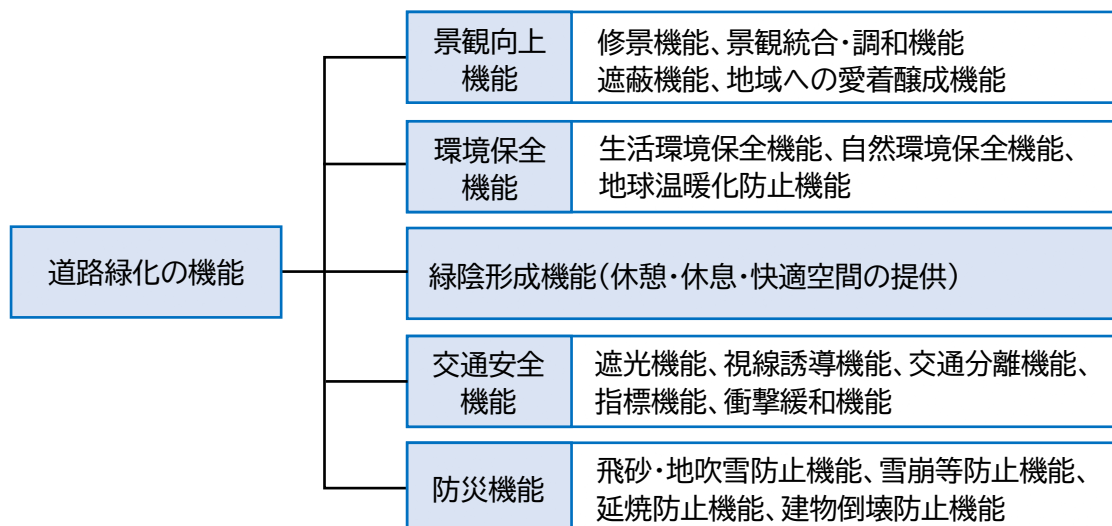 道路緑化の機能
景観向上
機能
修景機能、景観統合・調和機能
遮蔽機能、地域への愛着醸成機能
環境保全
機能
生活環境保全機能、自然環境保全機能、
地球温暖化防止機能
緑陰形成機能(休憩・休息・快適空間の提供)
交通安全
機能
遮光機能、視線誘導機能、交通分離機能、
指標機能、衝撃緩和機能
防災機能
飛砂・地吹雪防止機能、雪崩等防止機能、
延焼防止機能、建物倒壊防止機能